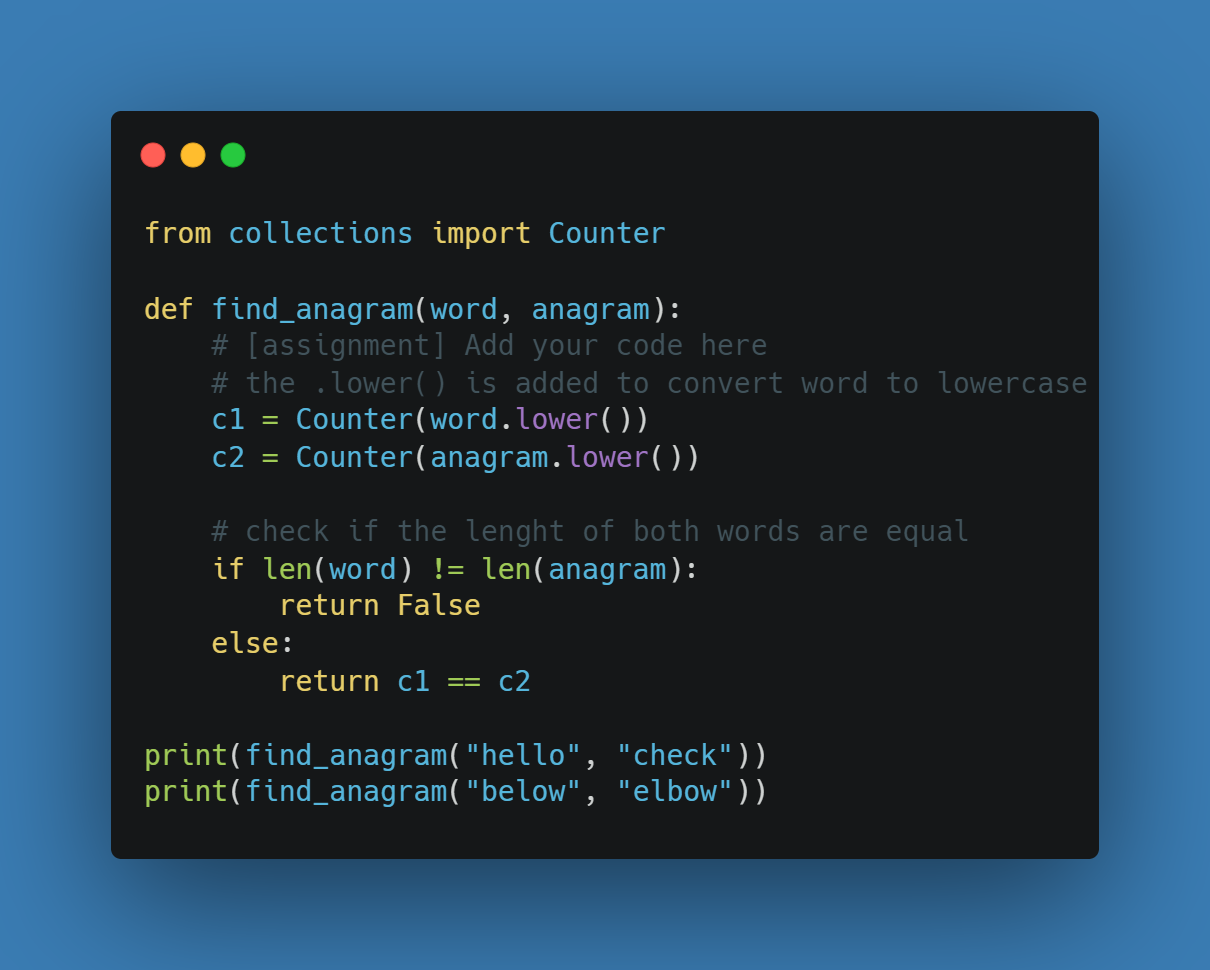 from collections import Counter
def find_anagram(word, anagram):
    # [assignment] Add your code here
    # the .lower() is added to convert word to lowercase
    c1 = Counter(word.lower())
    c2 = Counter(anagram.lower())
    # check if the lenght of both words are equal
    if len(word) != len(anagram):
        return False
    else:
        return c1 == c2
print(find_anagram("hello", "check"))
print(find_anagram("below", "elbow"))